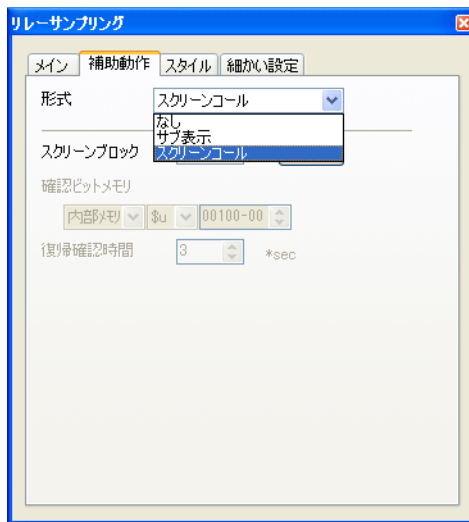 リレーサンプリング
メイン 補助動作 スタイル 細かい設定
形式 スクリーンコール
なし
サブ表示
スクリーンブロック スクリーンコール
確認ビットメモリ
内部メモリ $u 00100-00
復帰確認時間 3 *sec